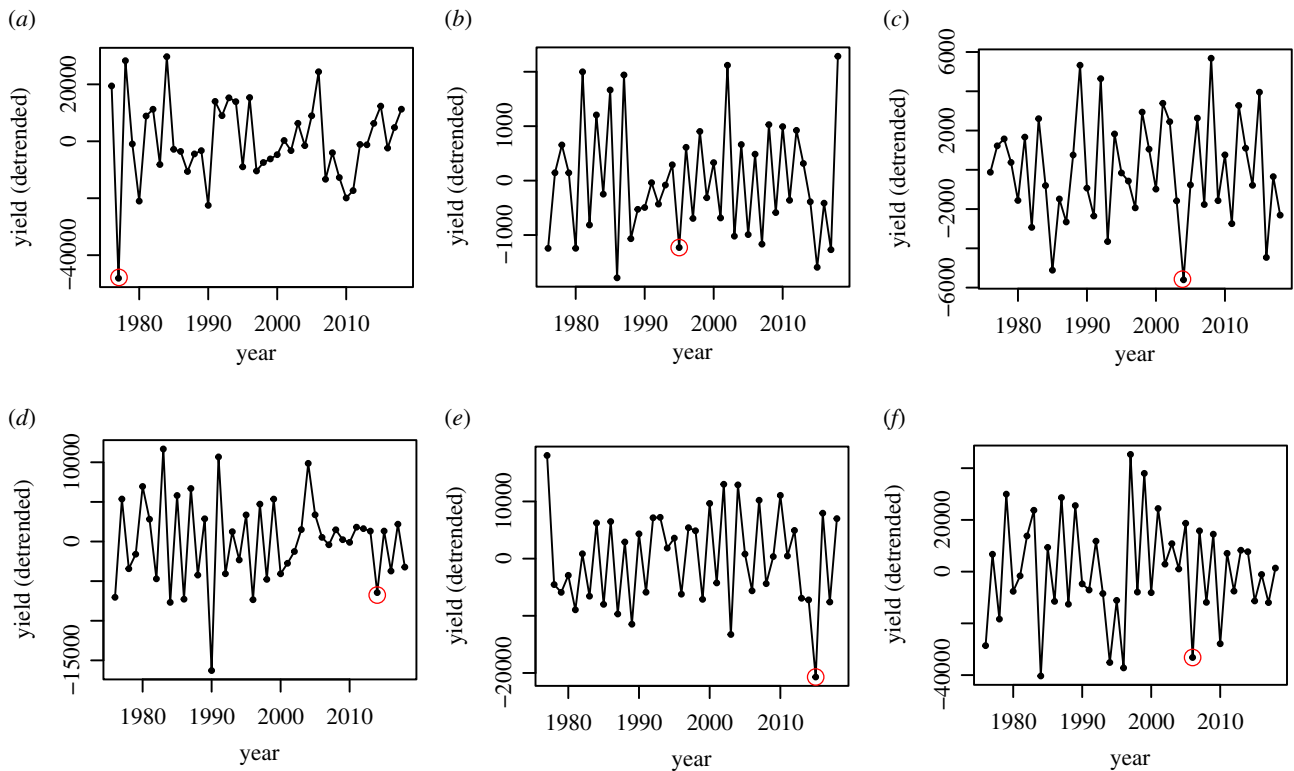 (a)
20000
0
−40000
yield (detrended)
1980 1990 2000 2010
year
(b)
1000
0
−1000
yield (detrended)
1980 1990 2000 2010
year
(c)
6000
2000
−2000
−6000
yield (detrended)
1980 1990 2000 2010
year
(d)
10000
0
−15000
yield (detrended)
1980 1990 2000 2010
year
(e)
10000
0
−20000
yield (detrended)
1980 1990 2000 2010
year
(f)
20000
0
−40000
yield (detrended)
1980 1990 2000 2010
year